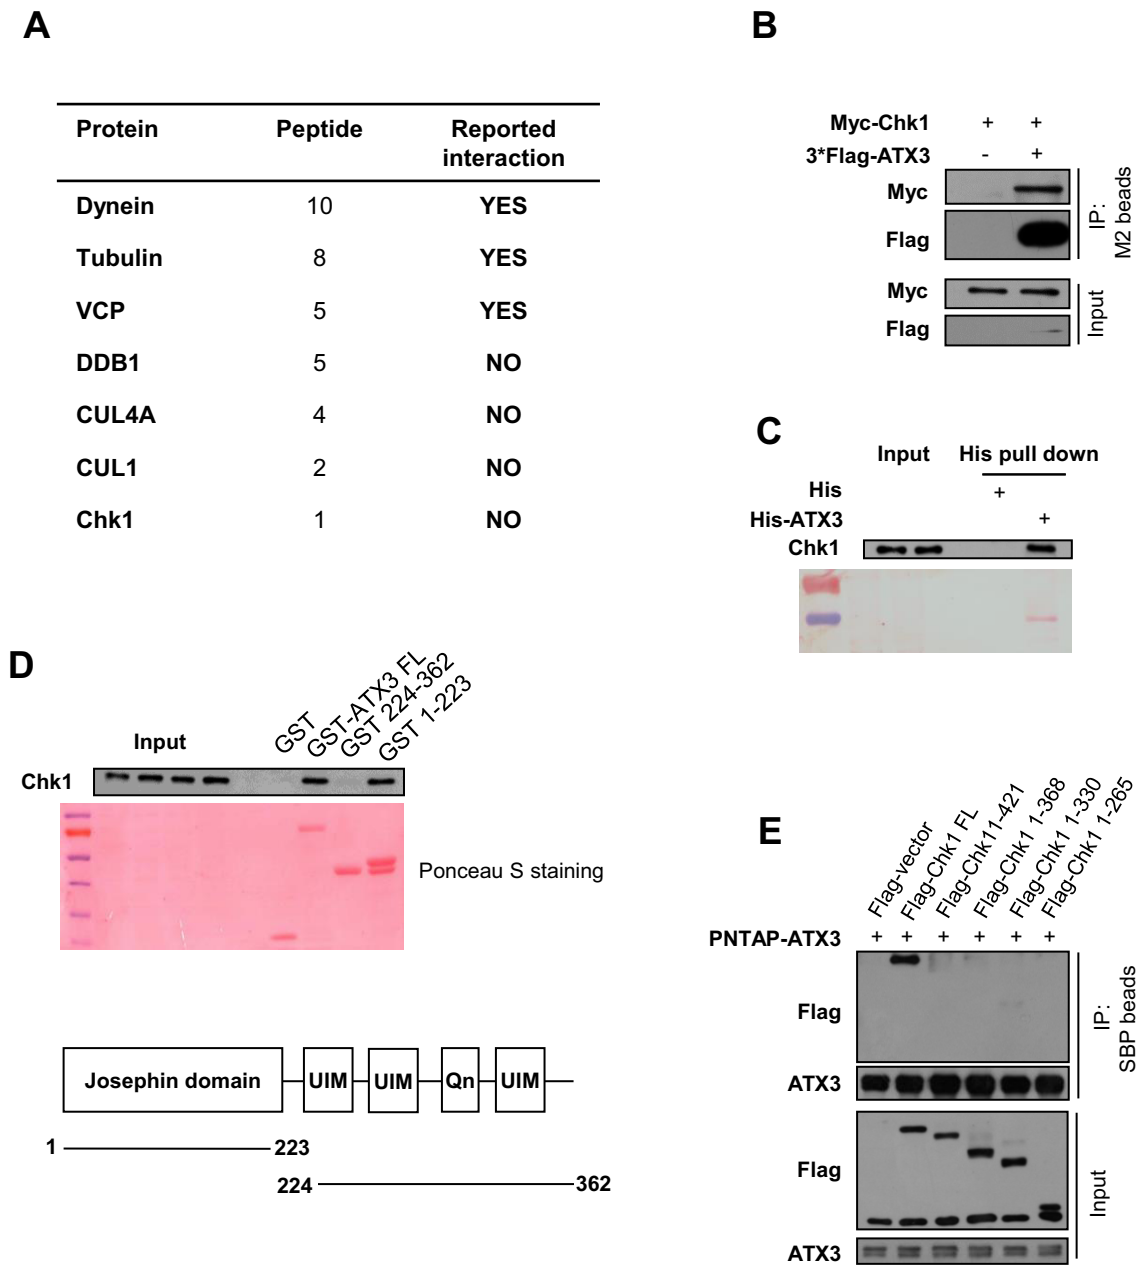 A
Protein Peptide Reported interaction
Dynein 10 YES
Tubulin 8 YES
VCP 5 YES
DDB1 5 NO
CUL4A 4 NO
CUL1 2 NO
Chk1 1 NO
B
Myc-Chk1 + +
3*Flag-ATX3 - +
Myc
Flag
IP:
M2 beads
Myc
Flag
Input
C
Input His pull down
His +
His-ATX3 +
Chk1
D
Input
GST
GST-ATX3 FL
GST 224-362
GST 1-223
Chk1
Ponceau S staining
Josephin domain UIM UIM Qn UIM
1 223
224 362
E
Flag-vector
Flag-Chk1 FL
Flag-Chk11-421
Flag-Chk1 1-368
Flag-Chk1 1-330
Flag-Chk1 1-265
PNTAP-ATX3 + + + + + +
Flag
ATX3
IP:
SBP beads
Flag
ATX3
Input